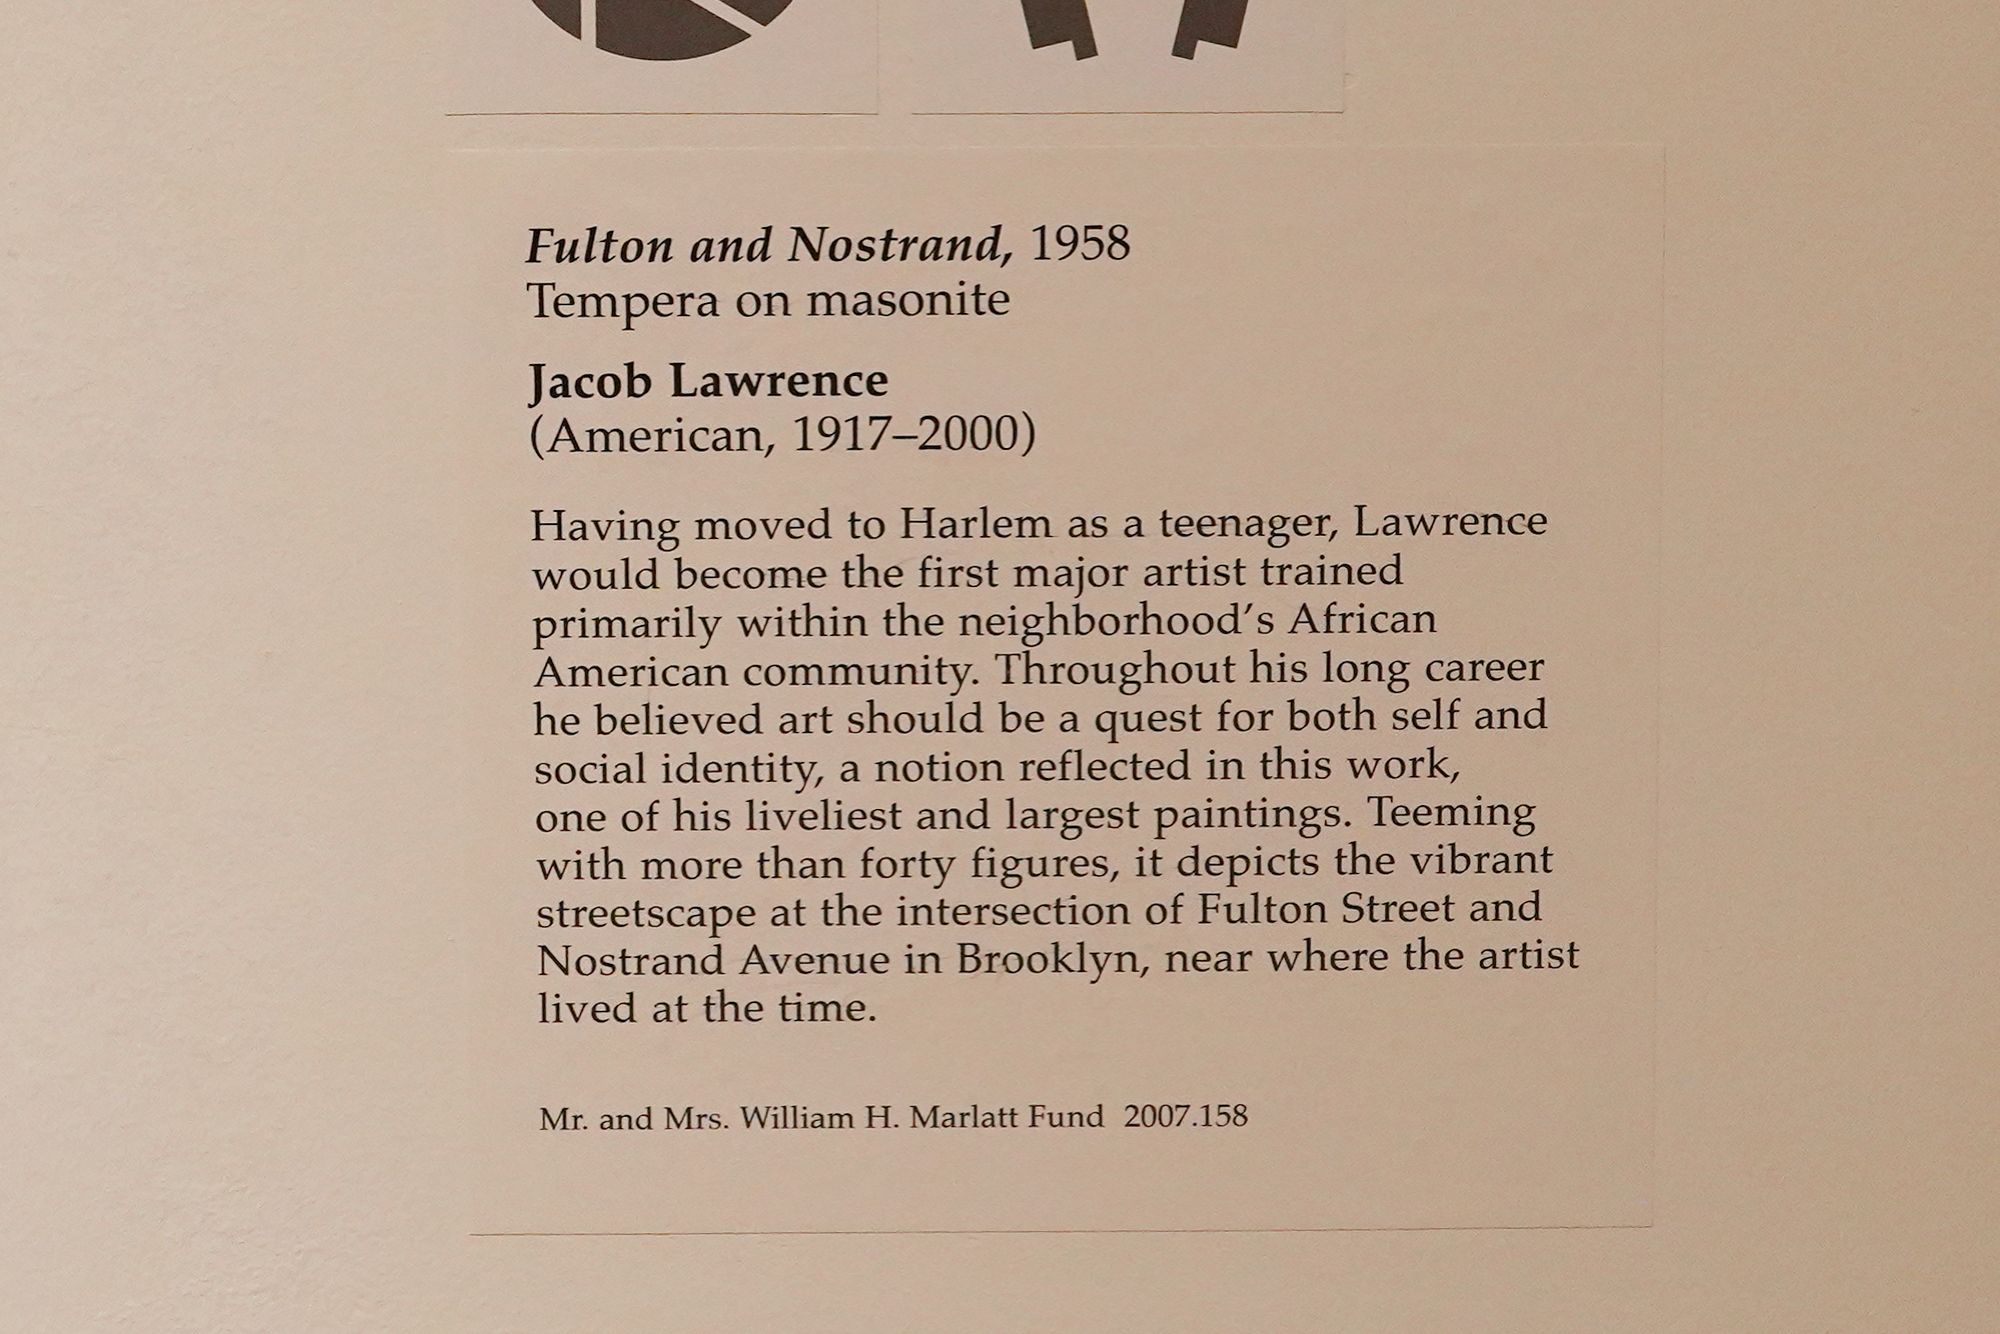 Fulton and Nostrand, 1958
Tempera on masonite
Jacob Lawrence
(American, 1917–2000)
Having moved to Harlem as a teenager, Lawrence
would become the first major artist trained
primarily within the neighborhood's African
American community. Throughout his long career
he believed art should be a quest for both self and
social identity, a notion reflected in this work,
one of his liveliest and largest paintings. Teeming
with more than forty figures, it depicts the vibrant
streetscape at the intersection of Fulton Street and
Nostrand Avenue in Brooklyn, near where the artist
lived at the time.
Mr. and Mrs. William H. Marlatt Fund 2007.158